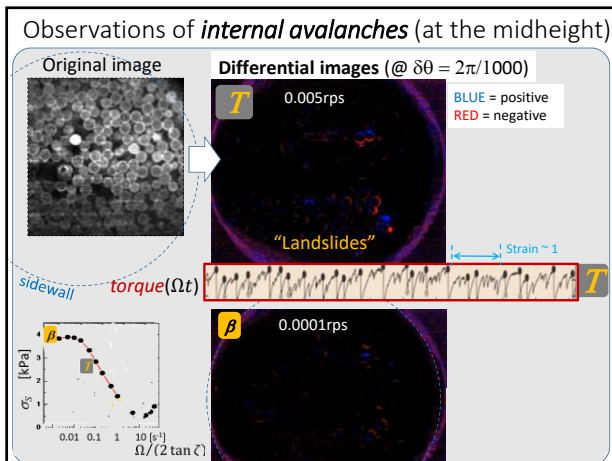 Observations of internal avalanches (at the midheight)
Original image
Differential images (@ δθ = 2π/1000)
T
0.005rps
BLUE = positive
RED = negative
"Landslides"
Strain ~ 1
sidewall
torque(Ωt)
T
β
0.0001rps
β
T
[kPa]
σS
4
3
2
1
0
0.01 0.1 1 10 [s⁻¹]
Ω/(2 tan ζ)